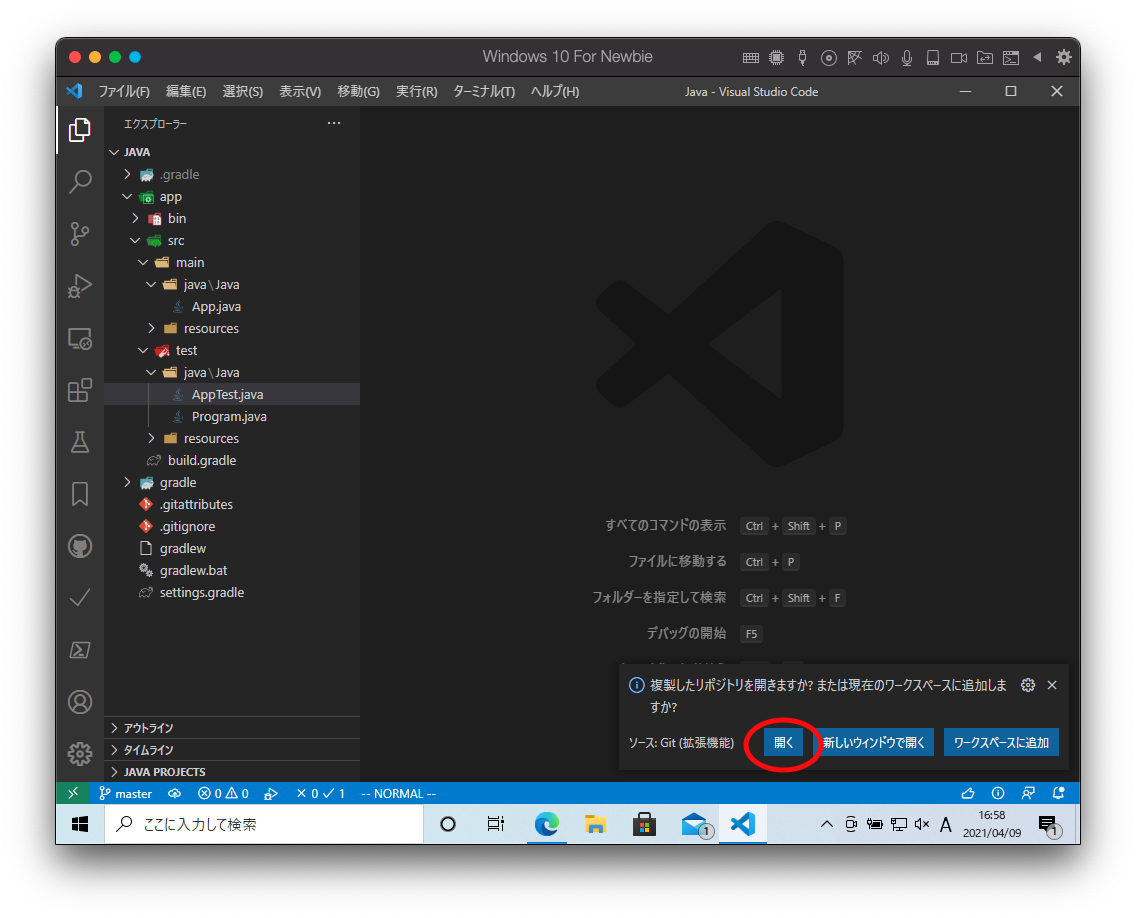 Windows 10 For Newbie
ファイル(F) 編集(E) 選択(S) 表示(V) 移動(G) 実行(R) ターミナル(T) ヘルプ(H) Java - Visual Studio Code
エクスプローラー
JAVA
.gradle
app
bin
src
main
java\Java
App.java
resources
test
java\Java
AppTest.java
Program.java
resources
build.gradle
gradle
.gitattributes
.gitignore
gradlew
gradlew.bat
settings.gradle
アウトライン
タイムライン
JAVA PROJECTS
すべてのコマンドの表示 Ctrl + Shift + P
ファイルに移動する Ctrl + P
フォルダーを指定して検索 Ctrl + Shift + F
デバッグの開始 F5
複製したリポジトリを開きますか? または現在のワークスペースに追加しま
すか?
ソース: Git (拡張機能) 開く 新しいウィンドウで開く ワークスペースに追加
master 0 0 0 1 -- NORMAL --
ここに入力して検索 1 A 16:58
2021/04/09 1